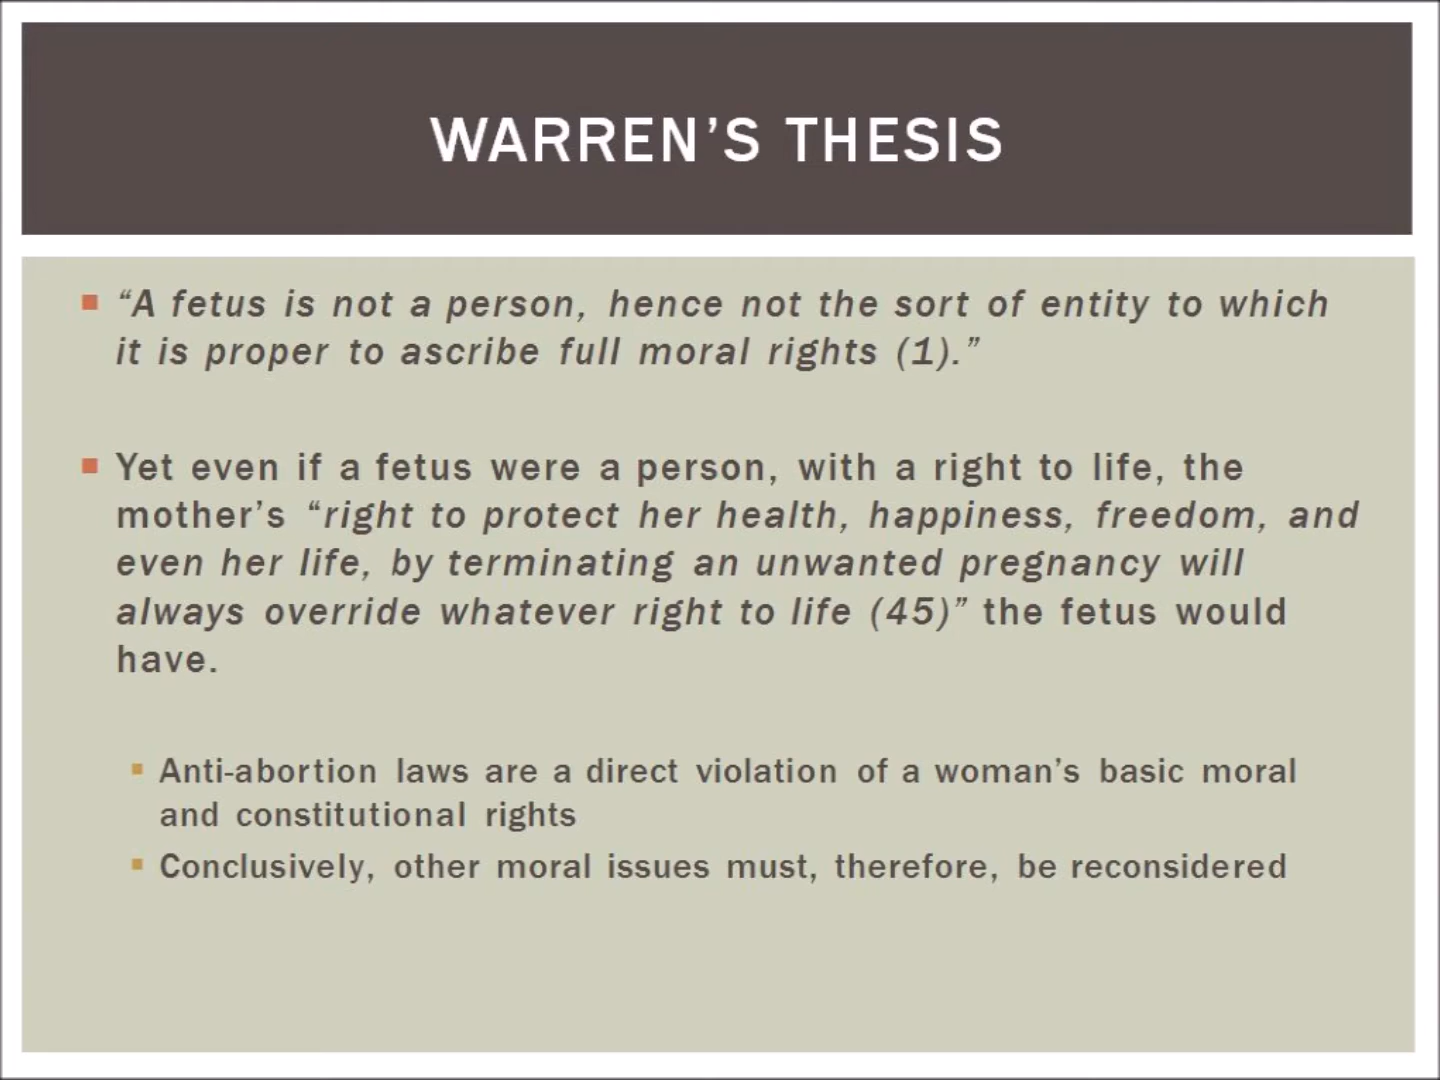 WARREN'S THESIS
“A fetus is not a person, hence not the sort of entity to which
it is proper to ascribe full moral rights (1).”
Yet even if a fetus were a person, with a right to life, the
mother’s “right to protect her health, happiness, freedom, and
even her life, by terminating an unwanted pregnancy will
always override whatever right to life (45)” the fetus would
have.
Anti-abortion laws are a direct violation of a woman’s basic moral
and constitutional rights
Conclusively, other moral issues must, therefore, be reconsidered